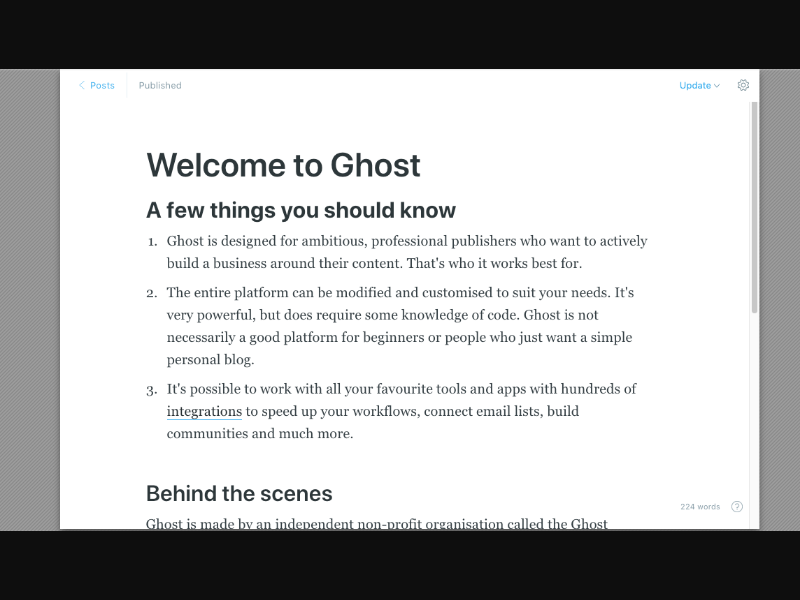 Posts
Published
Update
Welcome to Ghost
A few things you should know
1. Ghost is designed for ambitious, professional publishers who want to actively
build a business around their content. That's who it works best for.
2. The entire platform can be modified and customised to suit your needs. It's
very powerful, but does require some knowledge of code. Ghost is not
necessarily a good platform for beginners or people who just want a simple
personal blog.
3. It's possible to work with all your favourite tools and apps with hundreds of
integrations to speed up your workflows, connect email lists, build
communities and much more.
Behind the scenes
224 words ?
Ghost is made by an independent non-profit organisation called the Ghost